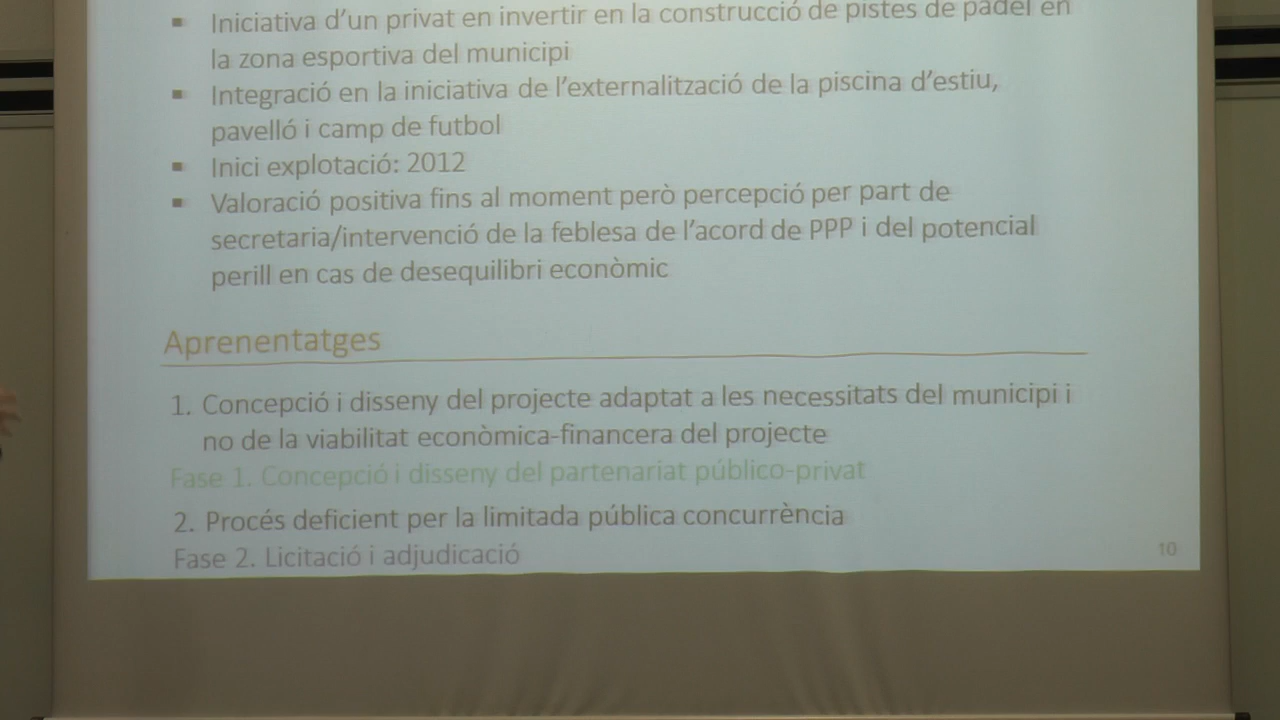 ▪ Iniciativa d'un privat en invertir en la construcció de pistes de pàdel en
la zona esportiva del municipi
▪ Integració en la iniciativa de l'externalització de la piscina d'estiu,
pavelló i camp de futbol
▪ Inici explotació: 2012
▪ Valoració positiva fins al moment però percepció per part de
secretaria/intervenció de la feblesa de l'acord de PPP i del potencial
perill en cas de desequilibri econòmic
Aprenentatges
1. Concepció i disseny del projecte adaptat a les necessitats del municipi i
no de la viabilitat econòmica-financera del projecte
Fase 1. Concepció i disseny del partenariat público-privat
2. Procés deficient per la limitada pública concurrència
Fase 2. Licitació i adjudicació
10